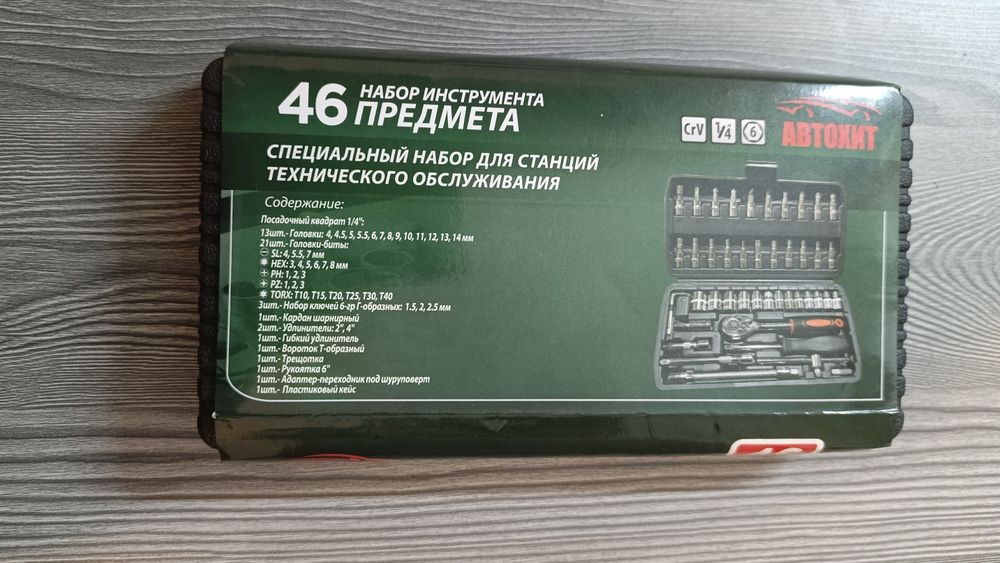 46 НАБОР ИНСТРУМЕНТА
ПРЕДМЕТА
CrV 1/4" 6
АВТОХИТ
СПЕЦИАЛЬНЫЙ НАБОР ДЛЯ СТАНЦИЙ
ТЕХНИЧЕСКОГО ОБСЛУЖИВАНИЯ
Содержание:
Посадочный квадрат 1/4":
13шт.- Головки: 4, 4.5, 5, 5.5, 6, 7, 8, 9, 10, 11, 12, 13, 14 мм
21шт.- Головки-биты:
SL: 4, 5.5, 7 мм
HEX: 3, 4, 5, 6, 7, 8 мм
PH: 1, 2, 3
PZ: 1, 2, 3
TORX: T10, T15, T20, T25, T30, T40
3шт.- Набор ключей 6-гр Г-образных: 1.5, 2, 2.5 мм
1шт.- Кардан шарнирный
2шт.- Удлинители: 2", 4"
1шт.- Гибкий удлинитель
1шт.- Вороток Т-образный
1шт.- Трещотка
1шт.- Рукоятка 6"
1шт.- Адаптер-переходник под шуруповерт
1шт.- Пластиковый кейс